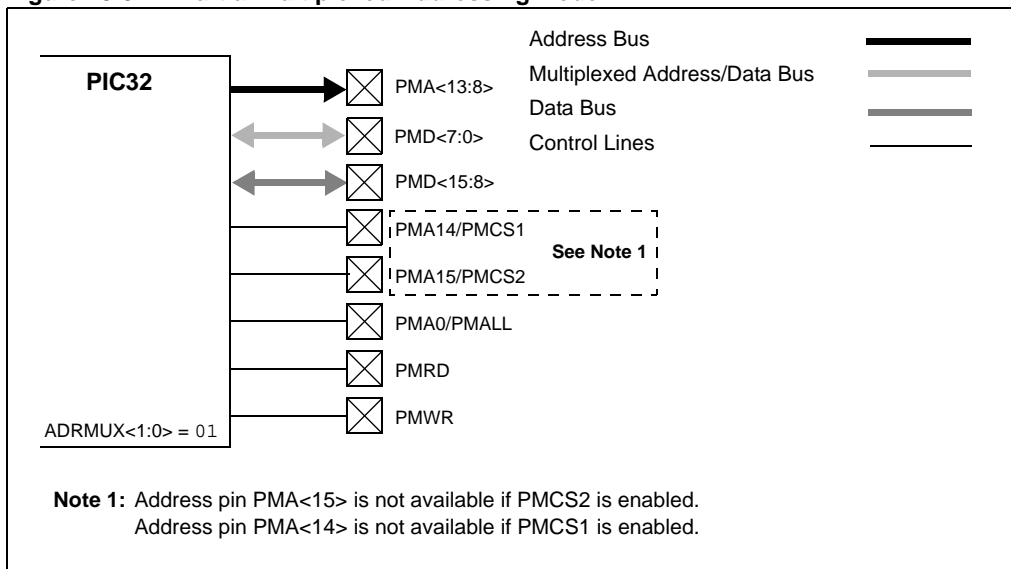 PIC32
PMA<13:8>
PMD<7:0>
PMD<15:8>
PMA14/PMCS1
PMA15/PMCS2
See Note 1
PMA0/PMALL
PMRD
PMWR
ADRMUX<1:0> = 01
Address Bus
Multiplexed Address/Data Bus
Data Bus
Control Lines
Note 1: Address pin PMA<15> is not available if PMCS2 is enabled.
Address pin PMA<14> is not available if PMCS1 is enabled.